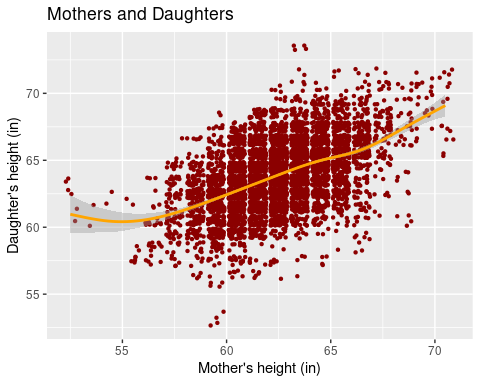 Mothers and Daughters
Daughter's height (in)
70
65
60
55
55 60 65 70
Mother's height (in)